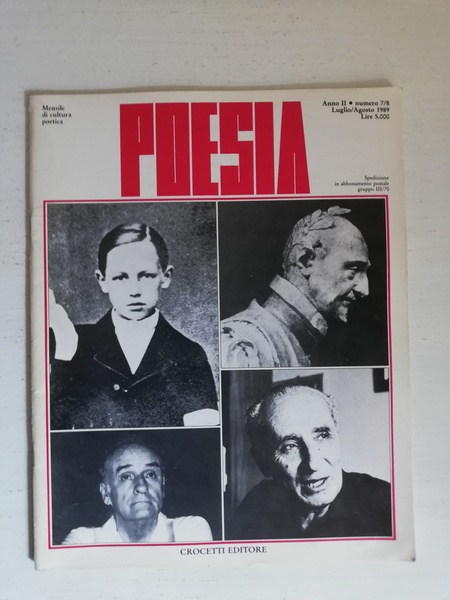 Mensile
di cultura
poetica
POESIA
Anno II • numero 7/8
Luglio/Agosto 1989
Lire 5.000
Spedizione
in abbonamento postale
gruppo III/70
CROCETTI EDITORE